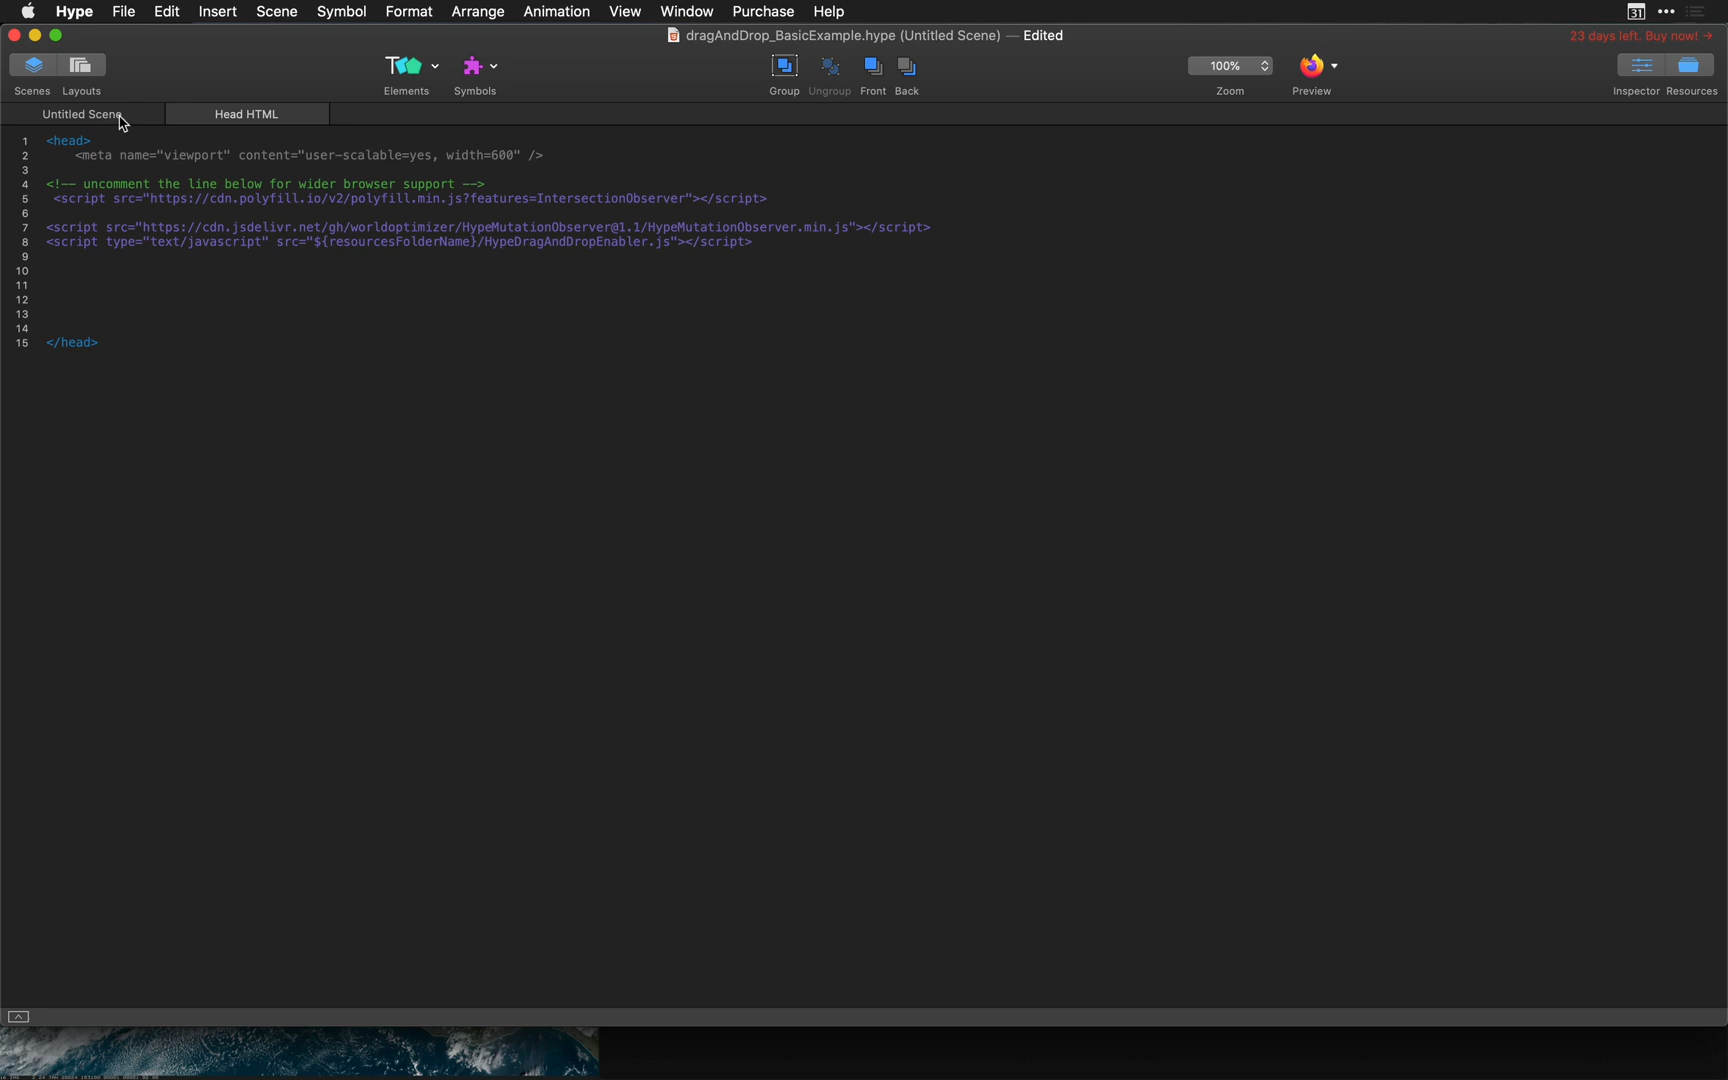 Hype File Edit Insert Scene Symbol Format Arrange Animation View Window Purchase Help 31
dragAndDrop_BasicExample.hype (Untitled Scene) — Edited
23 days left. Buy now! →
100%
Scenes Layouts Elements Symbols Group Ungroup Front Back Zoom Preview Inspector Resources
Untitled Scene Head HTML
1 <head>
2 <meta name="viewport" content="user-scalable=yes, width=600" />
3
4 <!-- uncomment the line below for wider browser support -->
5 <script src="https://cdn.polyfill.io/v2/polyfill.min.js?features=IntersectionObserver"></script>
6
7 <script src="https://cdn.jsdelivr.net/gh/worldoptimizer/HypeMutationObserver@1.1/HypeMutationObserver.min.js"></script>
8 <script type="text/javascript" src="${resourcesFolderName}/HypeDragAndDropEnabler.js"></script>
9
10
11
12
13
14
15 </head>